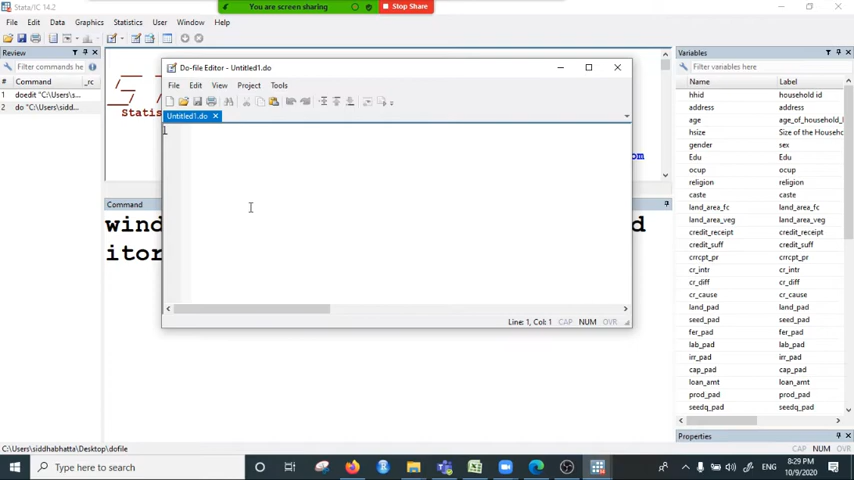 Stata/IC 14.2
You are screen sharing
Stop Share
File Edit Data Graphics Statistics User Window Help
Review
Filter commands here
# Command _rc
1 doedit "C:\Users\s...
2 do "C:\Users\sidd...
Statis
om
Command
wind
d
itor
Do-file Editor - Untitled1.do
File Edit View Project Tools
Untitled1.do
1
Line: 1, Col: 1 CAP NUM OVR
Variables
Filter variables here
Name Label
hhid household id
address address
age age_of_household_l
hsize Size of the Househ
gender sex
Edu Edu
ocup ocup
religion religion
caste caste
land_area_fc land_area_fc
land_area_veg land_area_veg
credit_receipt credit_receipt
credit_suff credit_suff
crrcpt_pr crrcpt_pr
cr_intr cr_intr
cr_diff cr_diff
cr_cause cr_cause
land_pad land_pad
seed_pad seed_pad
fer_pad fer_pad
lab_pad lab_pad
irr_pad irr_pad
cap_pad cap_pad
loan_amt loan_amt
prod_pad prod_pad
seedq_pad seedq_pad
Properties
C:\Users\siddhabhatta\Desktop\dofile
CAP NUM OVR
Type here to search
ENG
8:29 PM
10/9/2020